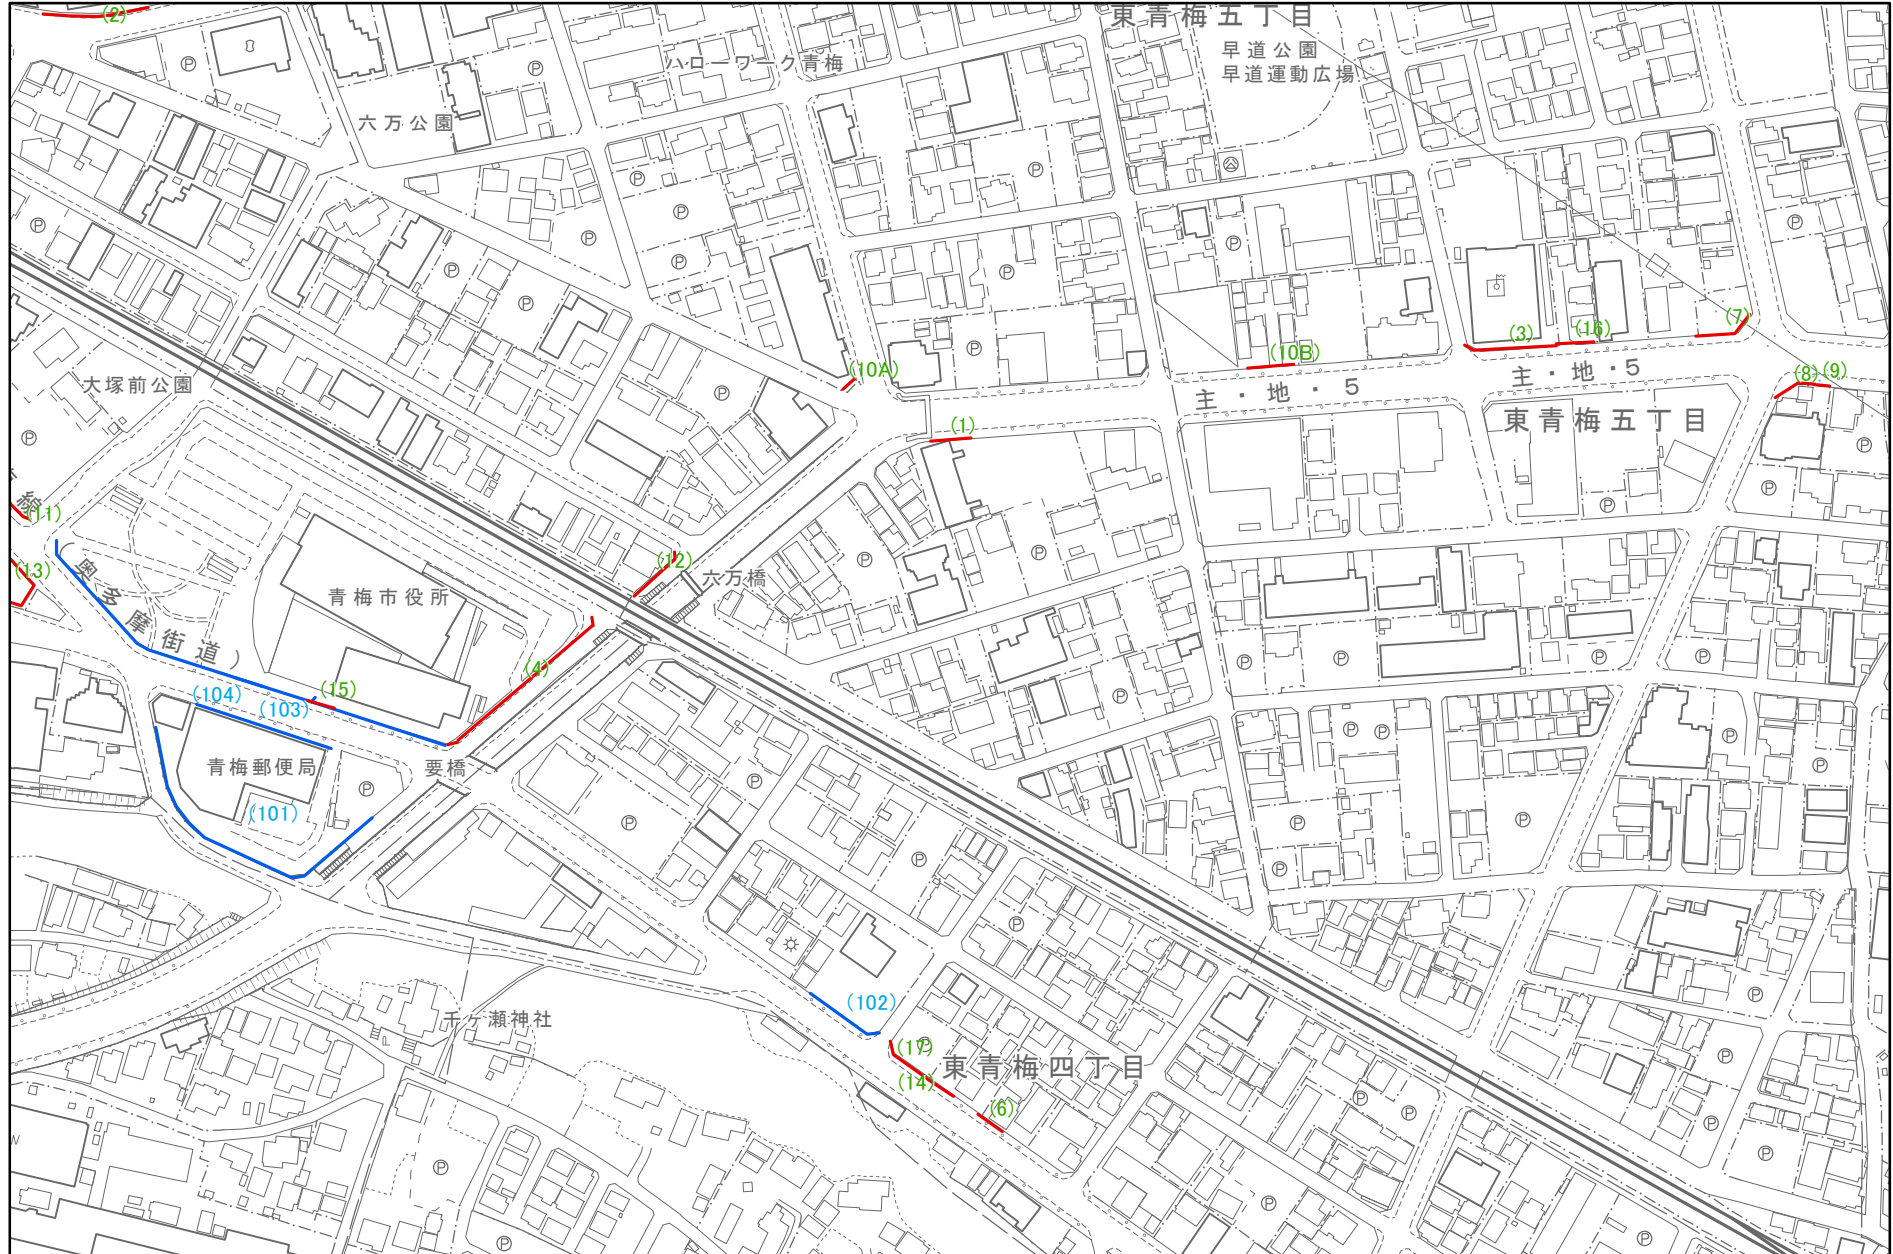 (2)
東青梅五丁目
早道公園
早道運動広場
ハローワーク青梅
六万公園
(7)
(16)
(3)
(10B)
(10A)
主・地・5
主・地・5
(8)
(9)
大塚前公園
東青梅五丁目
(1)
線
(11)
(12)
(13)
六万橋
青梅市役所
奥多摩街道)
(4)
(15)
(104)
(103)
青梅郵便局
要橋
(101)
(102)
千ヶ瀬神社
(17)
東青梅四丁目
(14)
(6)